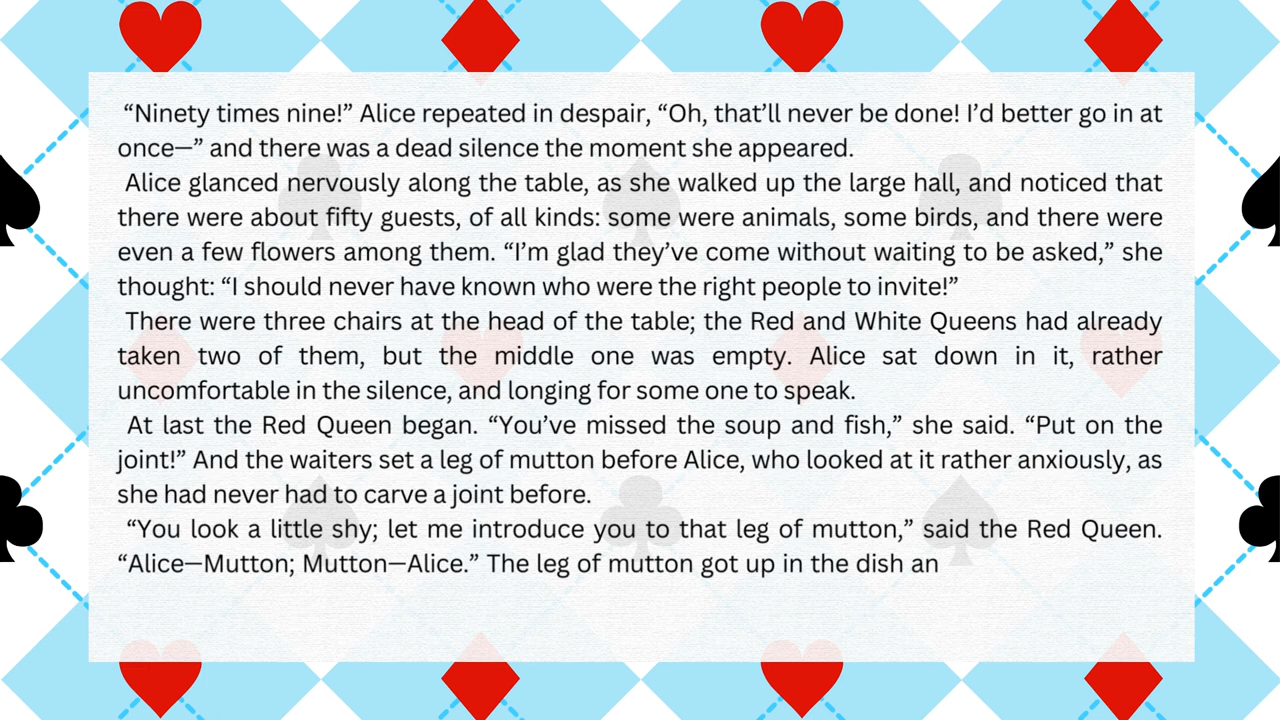 “Ninety times nine!” Alice repeated in despair, “Oh, that’ll never be done! I’d better go in at
once—” and there was a dead silence the moment she appeared.
Alice glanced nervously along the table, as she walked up the large hall, and noticed that
there were about fifty guests, of all kinds: some were animals, some birds, and there were
even a few flowers among them. “I’m glad they’ve come without waiting to be asked,” she
thought: “I should never have known who were the right people to invite!”
There were three chairs at the head of the table; the Red and White Queens had already
taken two of them, but the middle one was empty. Alice sat down in it, rather
uncomfortable in the silence, and longing for some one to speak.
At last the Red Queen began. “You’ve missed the soup and fish,” she said. “Put on the
joint!” And the waiters set a leg of mutton before Alice, who looked at it rather anxiously, as
she had never had to carve a joint before.
“You look a little shy; let me introduce you to that leg of mutton,” said the Red Queen.
“Alice—Mutton; Mutton—Alice.” The leg of mutton got up in the dish an